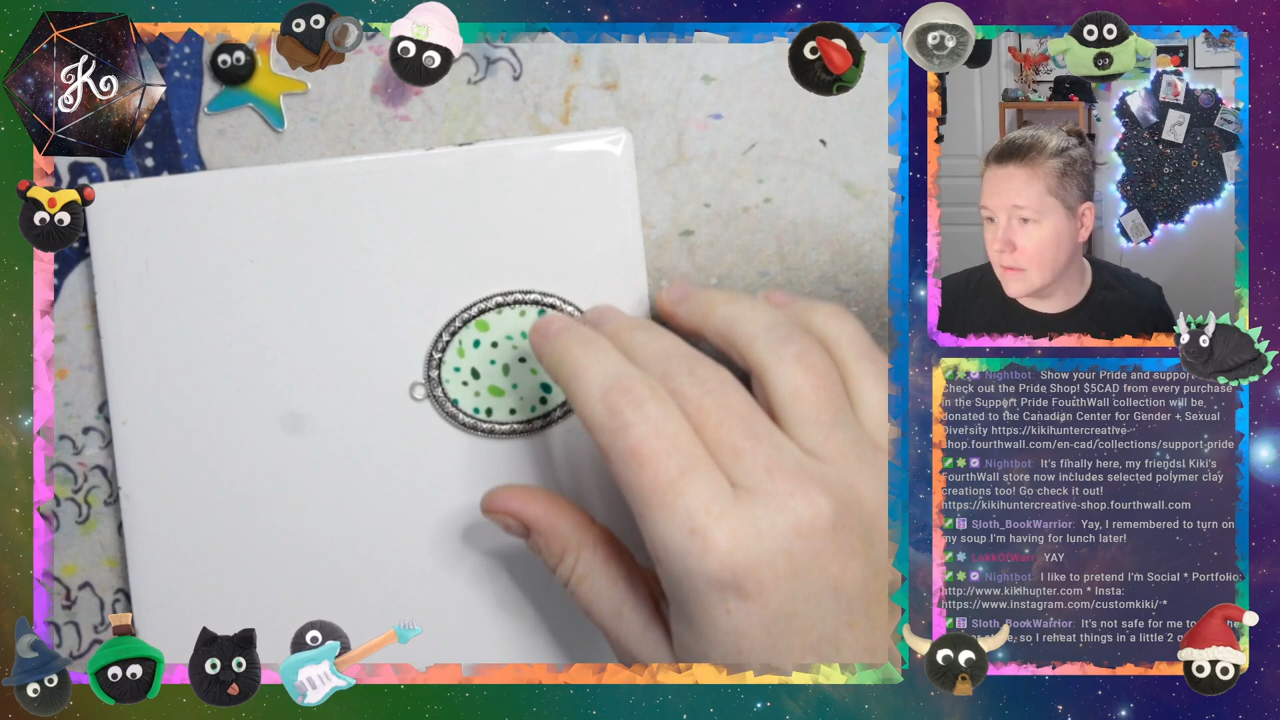 Ko
Nightbot: Show your Pride and
Check out the Pride Shop! $5CAD from every purchase
in the Support Pride FourthWall collection will be
donated to the Canadian Center for Gender + Sexual
Diversity https://kikihuntercreative-
shop.fourthwall.com/en-cad/collections/support-pride
Nightbot: It's finally here, my friends! Kiki's
FourthWall store now includes selected polymer clay
creations too! Go check it out!
https://kikihuntercreative-shop.fourthwall.com
Sloth_BookWarrior: Yay, I remembered to turn on
my soup I'm having for lunch later!
YAY
Nightbot: I like to pretend I'm Social * Portfolio:
http://www.kikihunter.com * Insta:
https://www.instagram.com/customkiki/ *
Sloth_BookWarrior: It's not safe for me to
so I reheat things in a little 2